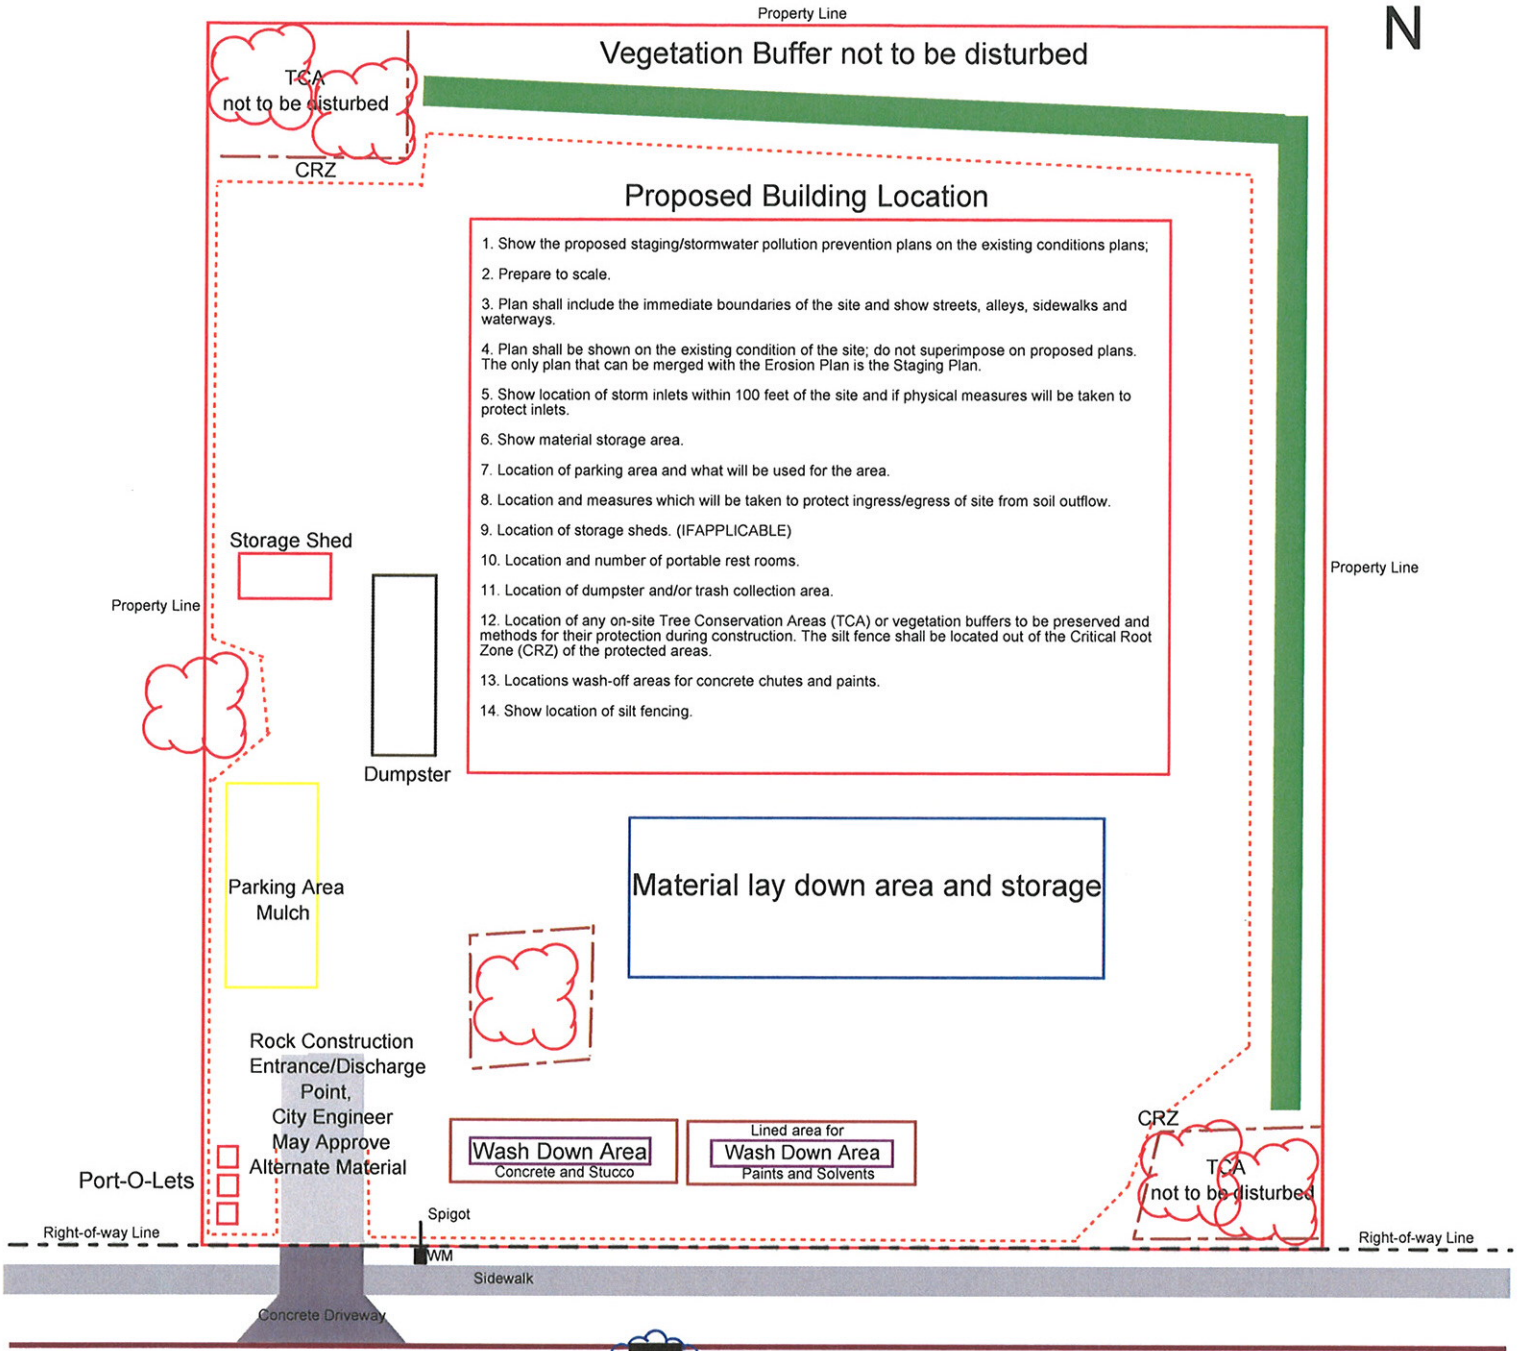 Property Line
N
Vegetation Buffer not to be disturbed
TCA
not to be disturbed
CRZ
Proposed Building Location
1. Show the proposed staging/stormwater pollution prevention plans on the existing conditions plans;
2. Prepare to scale.
3. Plan shall include the immediate boundaries of the site and show streets, alleys, sidewalks and
waterways.
4. Plan shall be shown on the existing condition of the site; do not superimpose on proposed plans.
The only plan that can be merged with the Erosion Plan is the Staging Plan.
5. Show location of storm inlets within 100 feet of the site and if physical measures will be taken to
protect inlets.
6. Show material storage area.
7. Location of parking area and what will be used for the area.
8. Location and measures which will be taken to protect ingress/egress of site from soil outflow.
9. Location of storage sheds. (IFAPPLICABLE)
10. Location and number of portable rest rooms.
11. Location of dumpster and/or trash collection area.
12. Location of any on-site Tree Conservation Areas (TCA) or vegetation buffers to be preserved and
methods for their protection during construction. The silt fence shall be located out of the Critical Root
Zone (CRZ) of the protected areas.
13. Locations wash-off areas for concrete chutes and paints.
14. Show location of silt fencing.
Storage Shed
Property Line
Property Line
Dumpster
Parking Area
Mulch
Material lay down area and storage
Rock Construction
Entrance/Discharge
Point,
City Engineer
May Approve
Alternate Material
Wash Down Area
Concrete and Stucco
Lined area for
Wash Down Area
Paints and Solvents
CRZ
TCA
not to be disturbed
Port-O-Lets
Spigot
WM
Right-of-way Line
Right-of-way Line
Sidewalk
Concrete Driveway